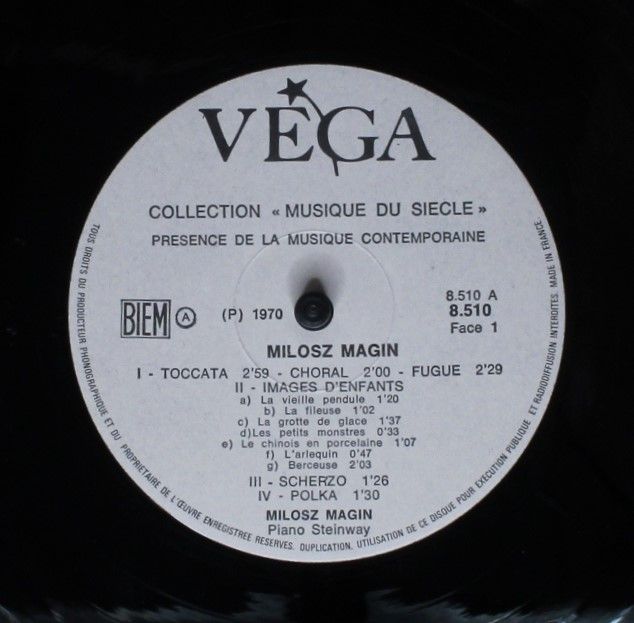 VEGA
COLLECTION « MUSIQUE DU SIECLE »
PRESENCE DE LA MUSIQUE CONTEMPORAINE
BIEM A (P) 1970
8.510 A
8.510
Face 1
MILOSZ MAGIN
I - TOCCATA 2'59 - CHORAL 2'00 - FUGUE 2'29
II - IMAGES D'ENFANTS
a) La vieille pendule 1'20
b) La fileuse 1'02
c) La grotte de glace 1'37
d)Les petits monstres 0'33
e) Le chinois en porcelaine 1'07
f) L'arlequin 0'47
g) Berceuse 2'03
III - SCHERZO 1'26
IV - POLKA 1'30
MILOSZ MAGIN
Piano Steinway
TOUS DROITS DU PRODUCTEUR PHONOGRAPHIQUE ET DU PROPRIETAIRE DE L'ŒUVRE ENREGISTREE RESERVES. DUPLICATION, UTILISATION DE CE DISQUE POUR EXECUTION PUBLIQUE ET RADIODIFFUSION INTERDITES. MADE IN FRANCE